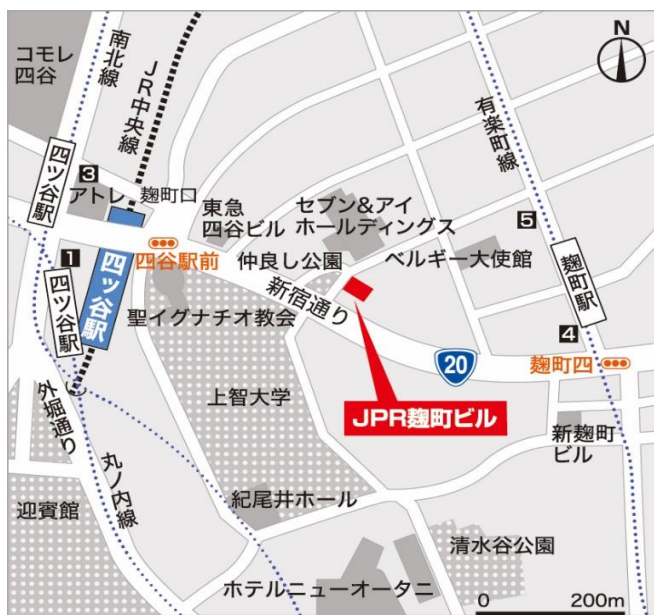 コモレ
四谷
南北線
JR中央線
N
有楽町線
四ツ谷駅
3
アトレ
麹町口
東急
四谷ビル
セブン&アイ
ホールディングス
5
麹町駅
1
四ツ谷駅
四ツ谷駅
四谷駅前
仲良し公園
ベルギー大使館
新宿通り
聖イグナチオ教会
4
20
麹町四
上智大学
JPR麹町ビル
外堀通り
新麹町
ビル
丸ノ内線
迎賓館
紀尾井ホール
清水谷公園
ホテルニューオータニ
0 200m